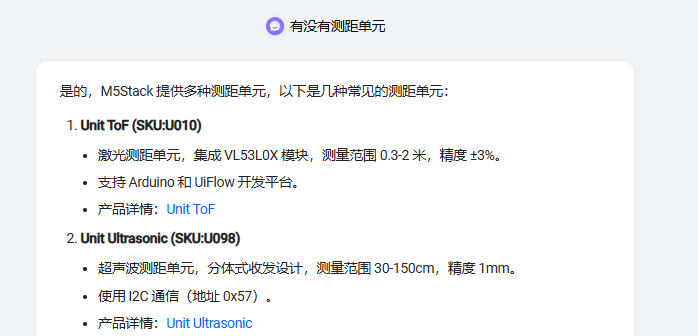 有没有测距单元
是的，M5Stack 提供多种测距单元，以下是几种常见的测距单元：
1. Unit ToF (SKU:U010)
• 激光测距单元，集成 VL53L0X 模块，测量范围 0.3-2 米，精度 ±3%。
• 支持 Arduino 和 UiFlow 开发平台。
• 产品详情：Unit ToF
2. Unit Ultrasonic (SKU:U098)
• 超声波测距单元，分体式收发设计，测量范围 30-150cm，精度 1mm。
• 使用 I2C 通信（地址 0x57）。
• 产品详情：Unit Ultrasonic